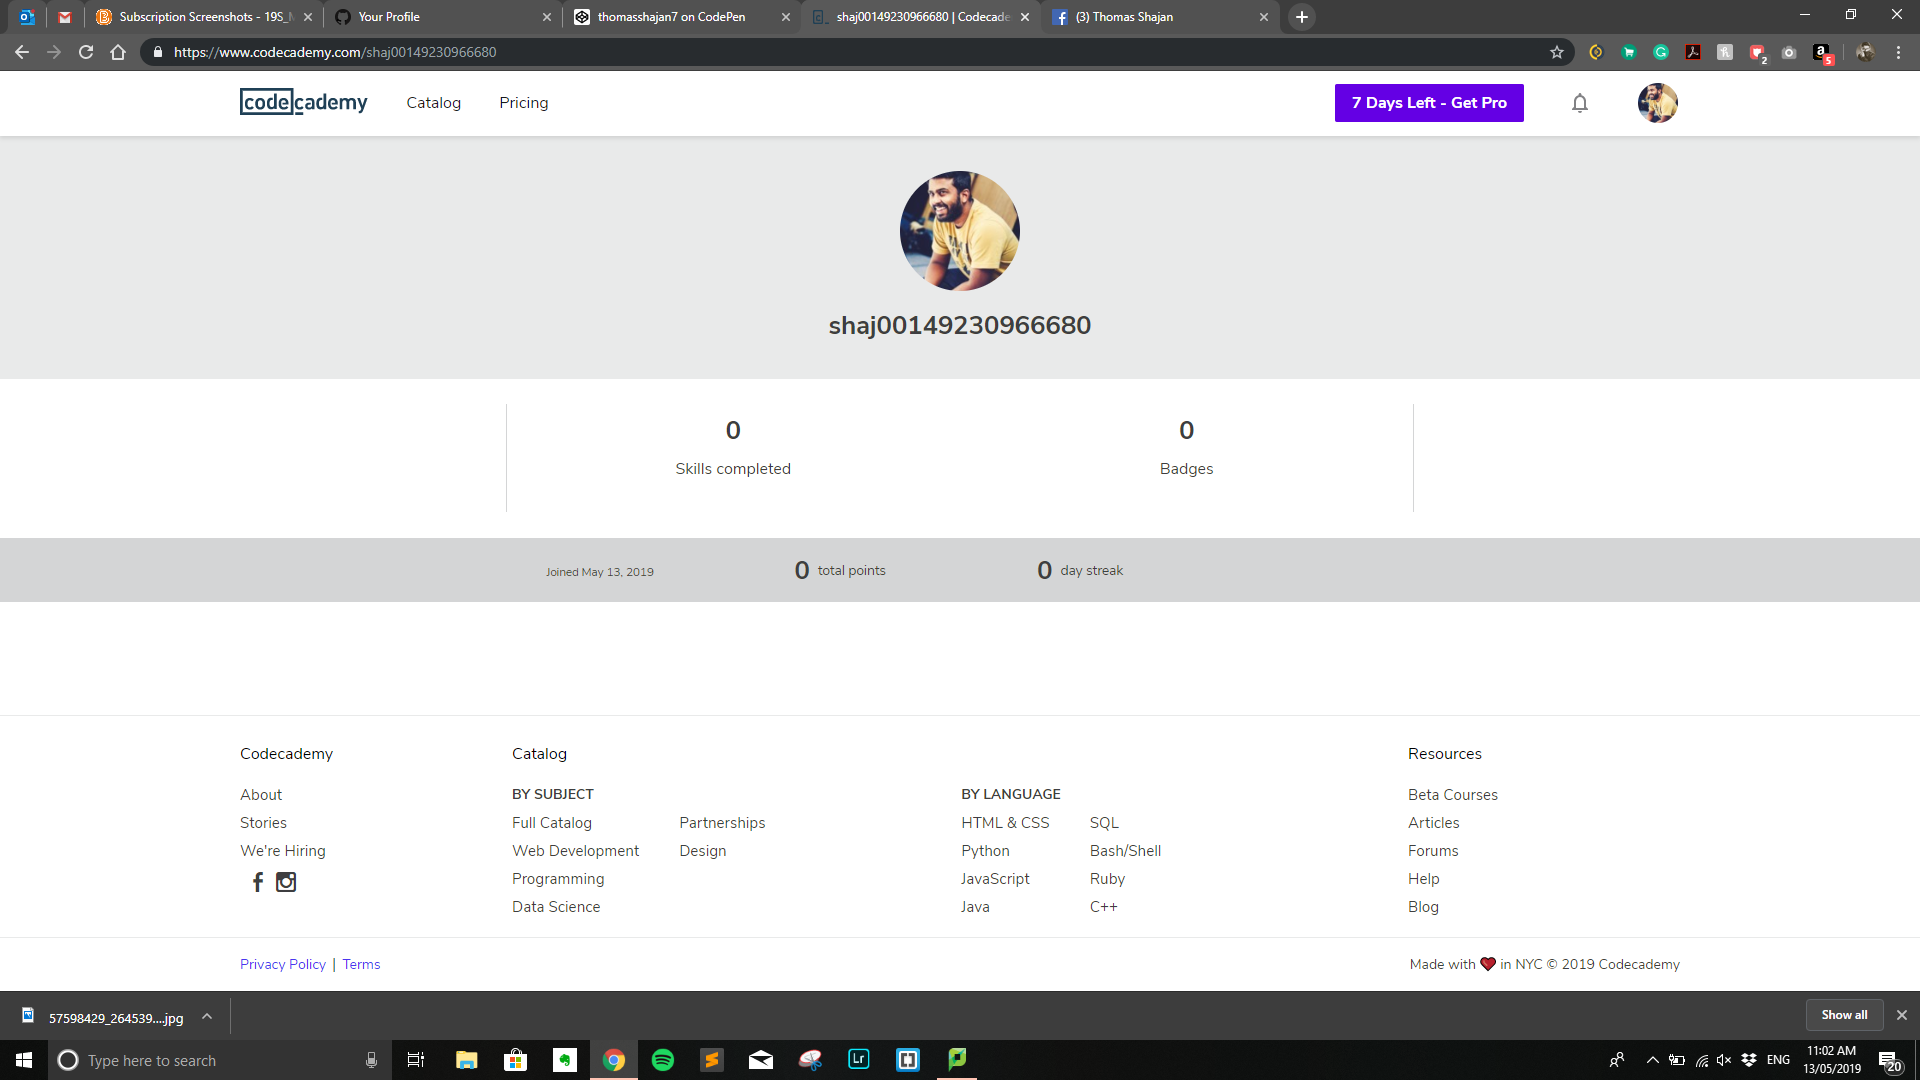 Subscription Screenshots - 19S_
Your Profile
thomasshajan7 on CodePen
shaj00149230966680 | Codecade
(3) Thomas Shajan
https://www.codecademy.com/shaj00149230966680
2
5
codecademy
Catalog
Pricing
7 Days Left - Get Pro
shaj00149230966680
0
Skills completed
0
Badges
Joined May 13, 2019
0 total points
0 day streak
Codecademy
About
Stories
We're Hiring
Catalog
BY SUBJECT
Full Catalog
Web Development
Programming
Data Science
Partnerships
Design
BY LANGUAGE
HTML & CSS
Python
JavaScript
Java
SQL
Bash/Shell
Ruby
C++
Resources
Beta Courses
Articles
Forums
Help
Blog
Privacy Policy | Terms
Made with ❤ in NYC © 2019 Codecademy
57598429_264539....jpg
Show all
Type here to search
Lr
ENG
11:02 AM
13/05/2019
20